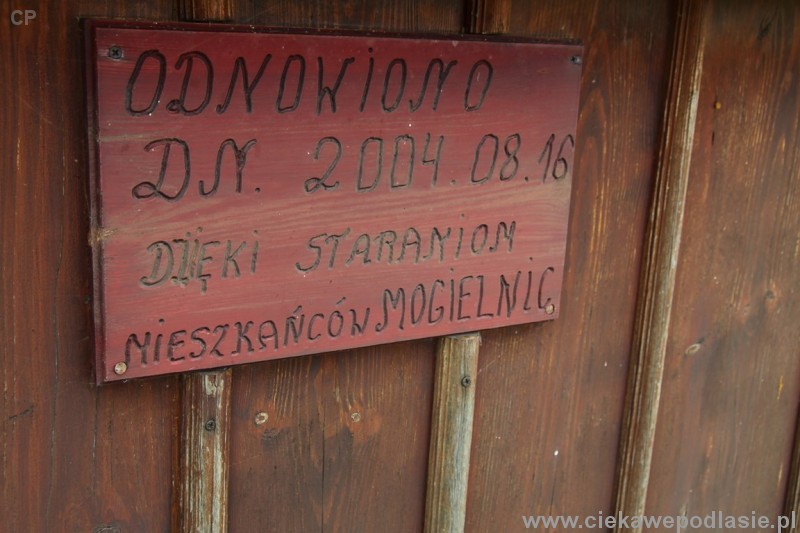 CP
ODNOWIONO
DN. 2004.08.16
DZIĘKI STARANIOM
MIESZKAŃCÓW MOGIELNIC
www.ciekawepodlasie.pl